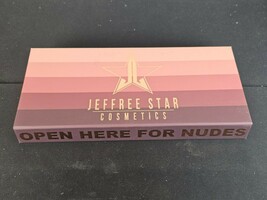 JEFFREE STAR
COSMETICS
OPEN HERE FOR NUDES